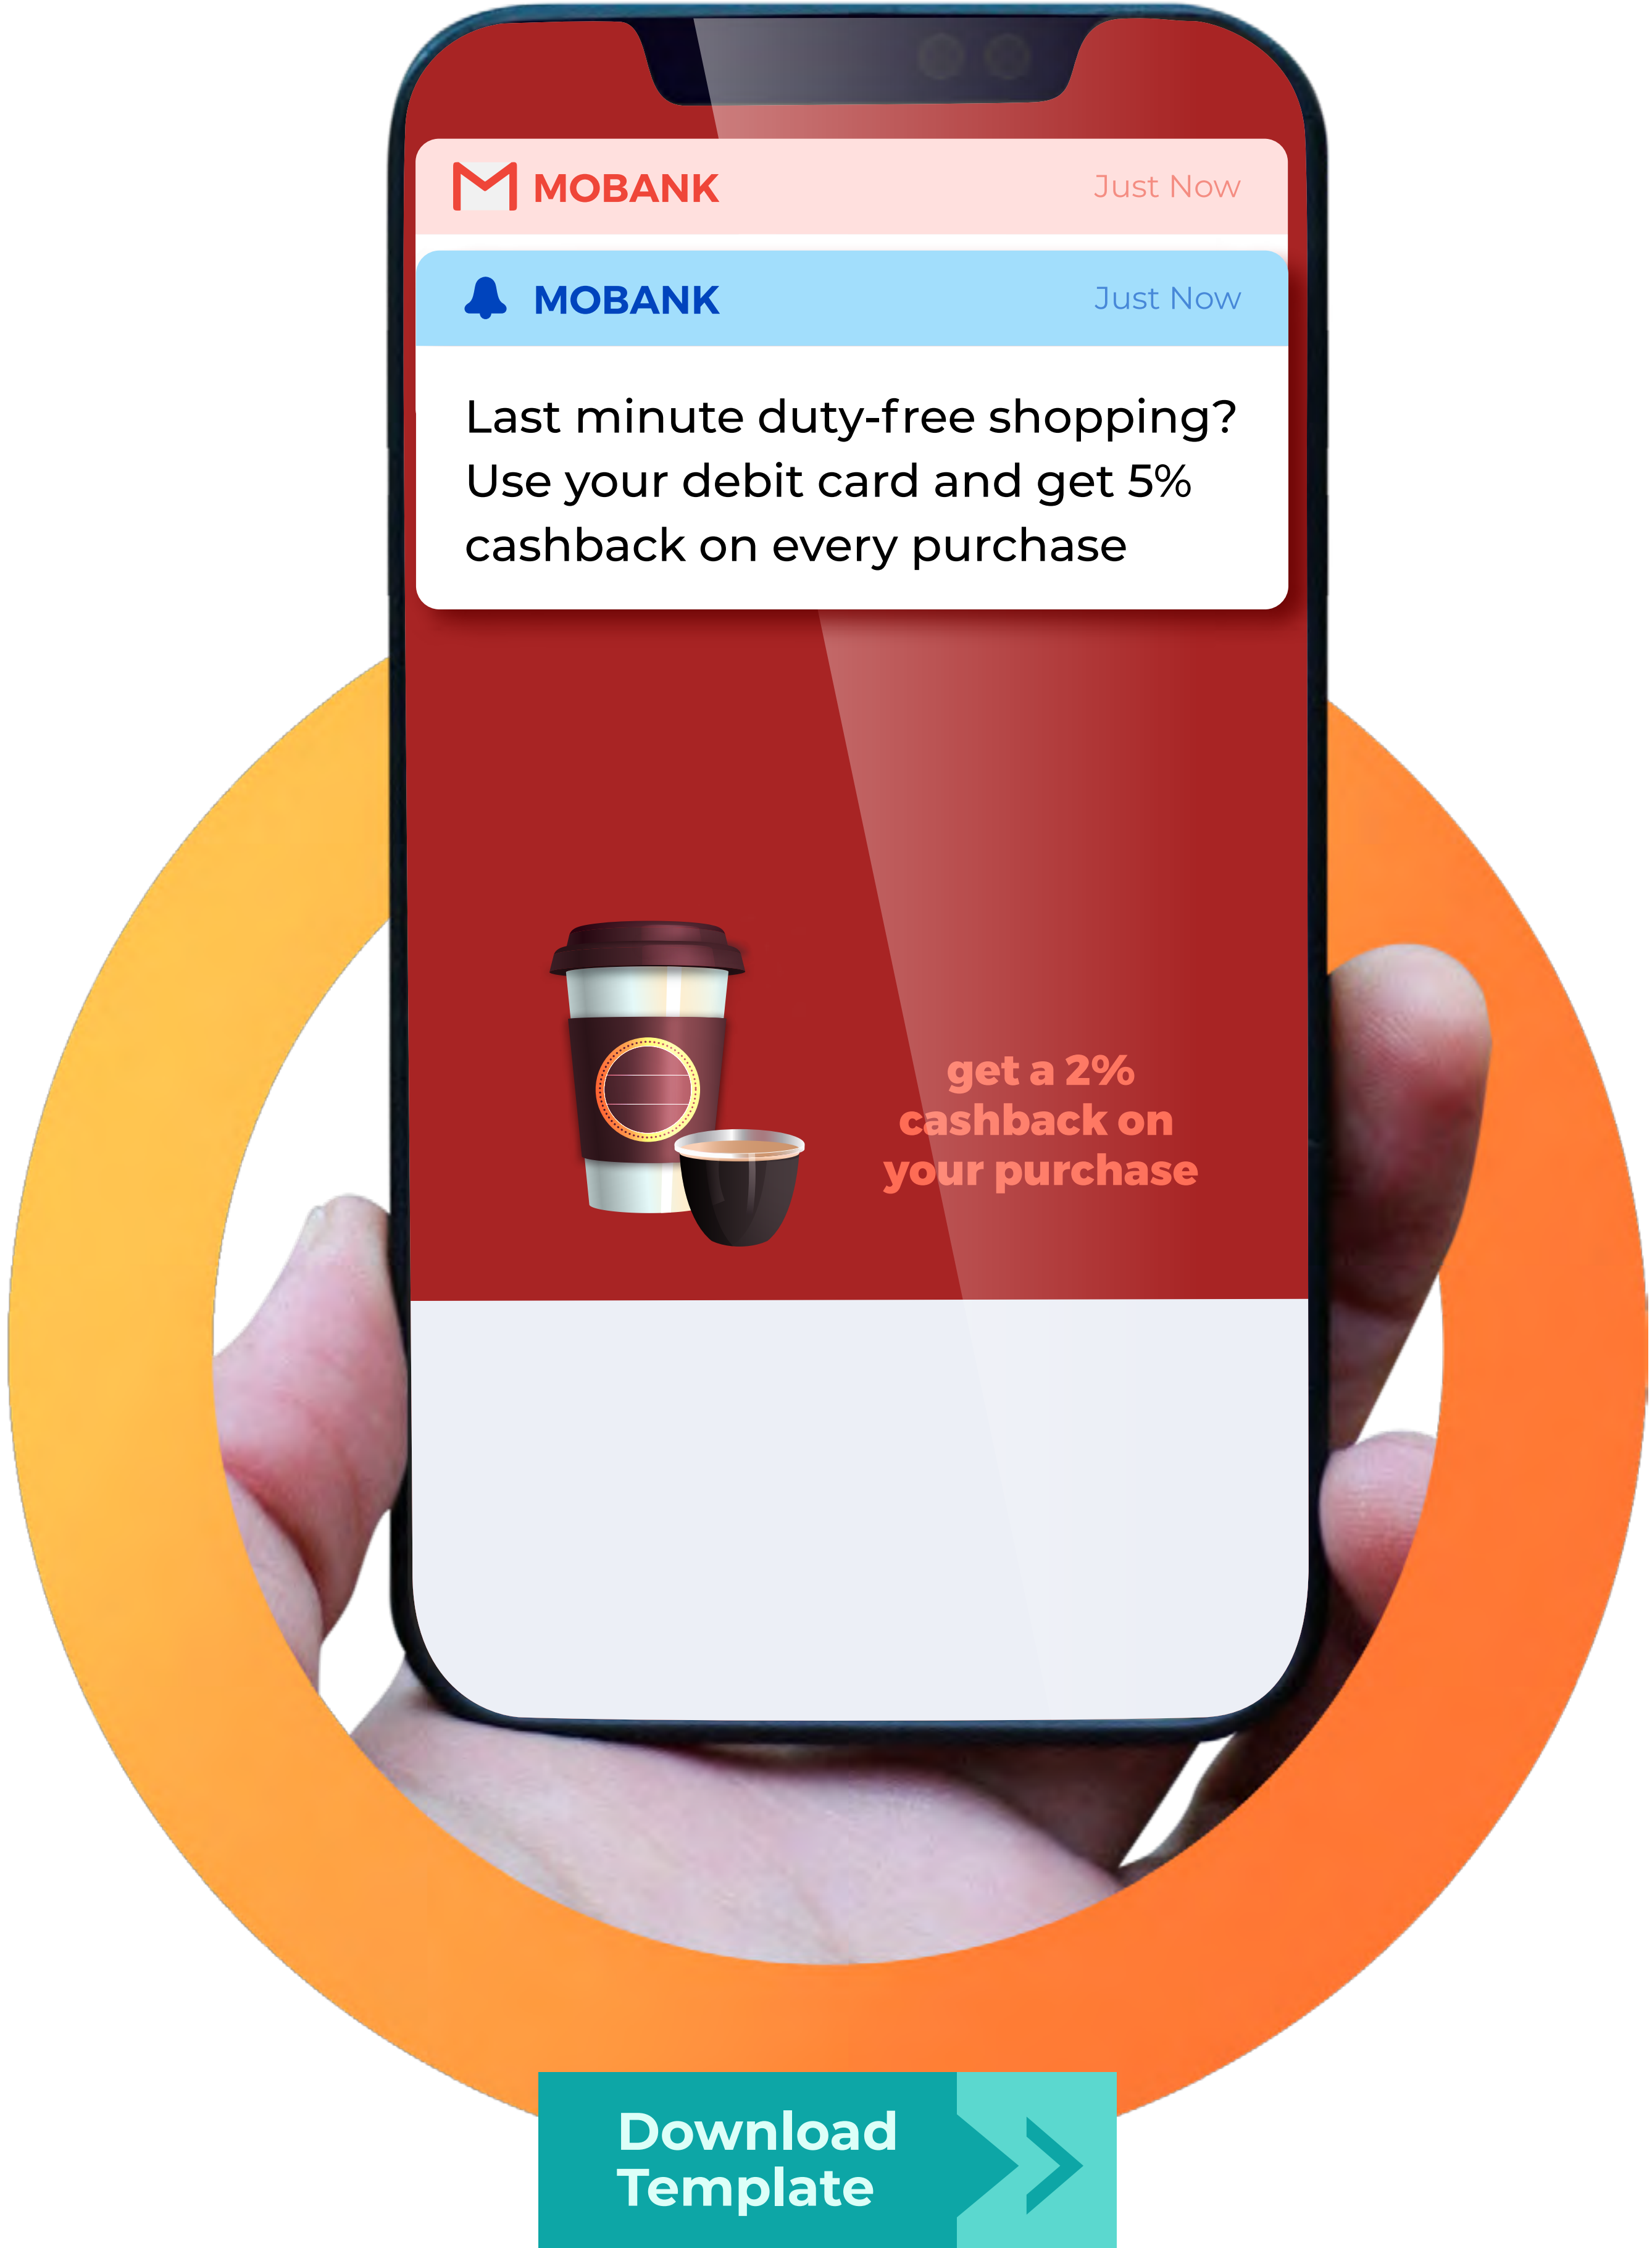 MOBANK
Just Now
MOBANK
Just Now
Last minute duty-free shopping?
Use your debit card and get 5%
cashback on every purchase
get a 2%
cashback on
your purchase
Download
Template